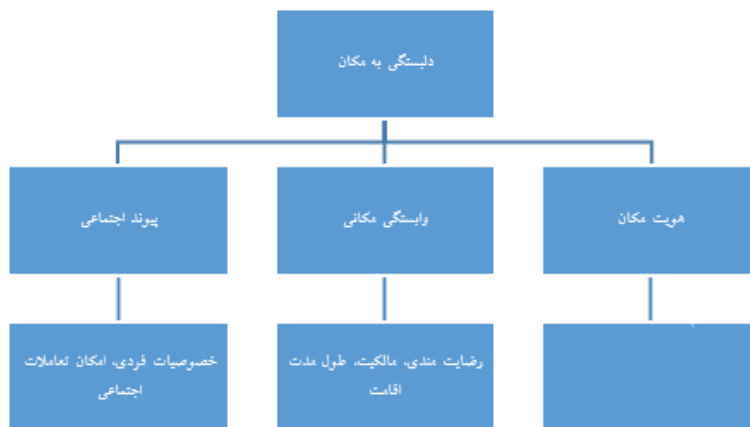 دلبستگی به مکان
هویت مکان
وابستگی مکانی
پیوند اجتماعی
رضایت مندی، مالکیت، طول مدت
اقامت
خصوصیات فردی، امکان تعاملات
اجتماعی